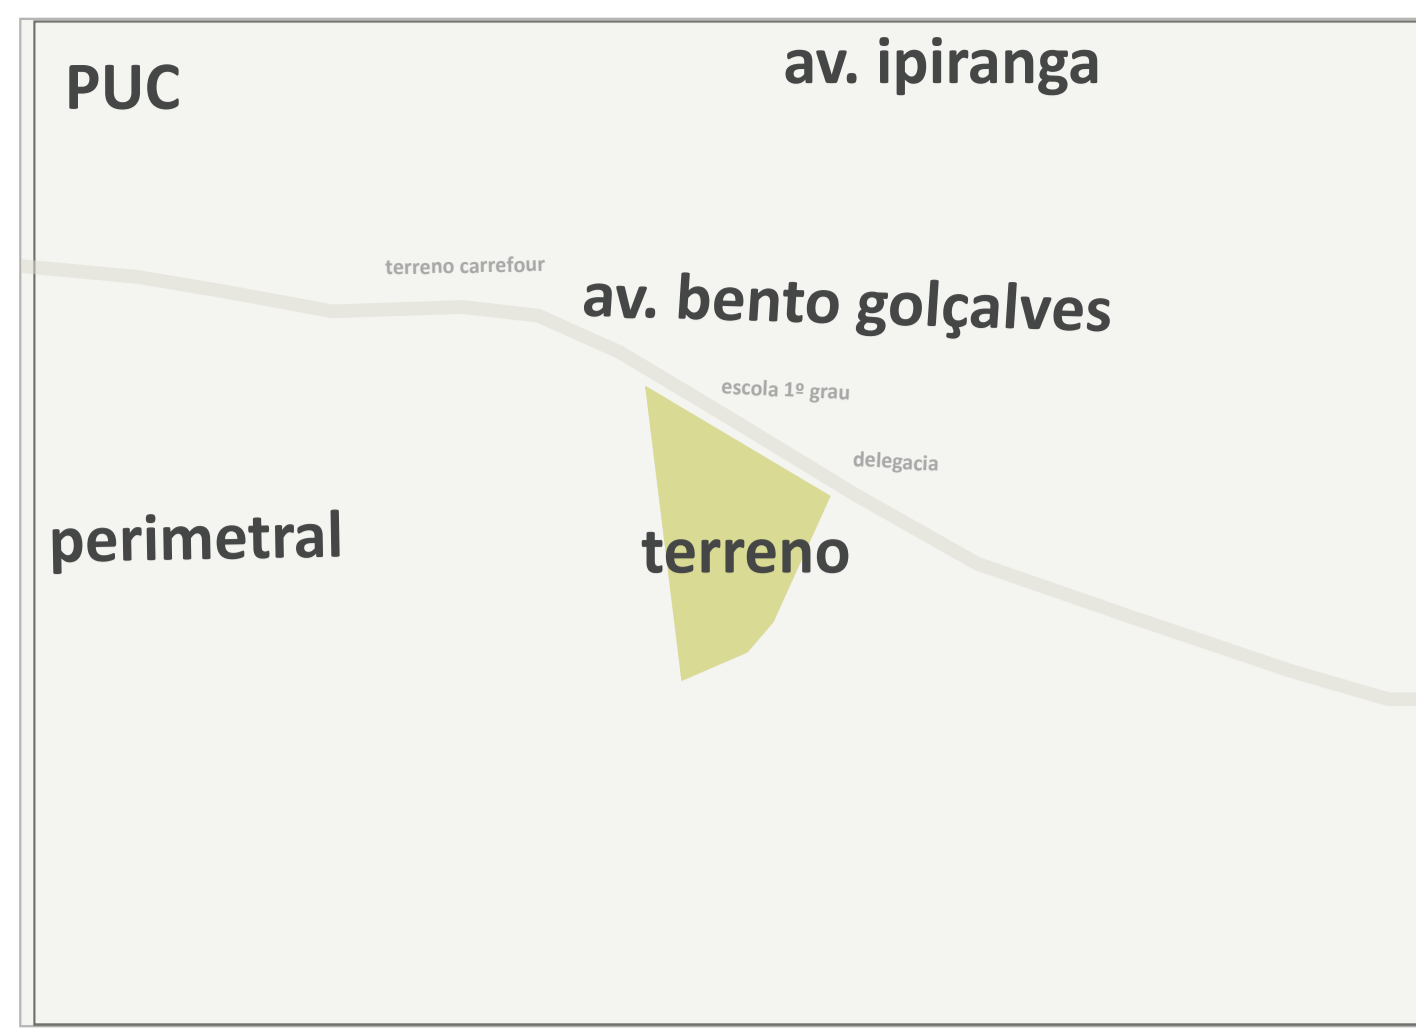 av. ipiranga
PUC
terreno carrefour
av. bento golçalves
escola 1º grau
delegacia
perimetral
terreno